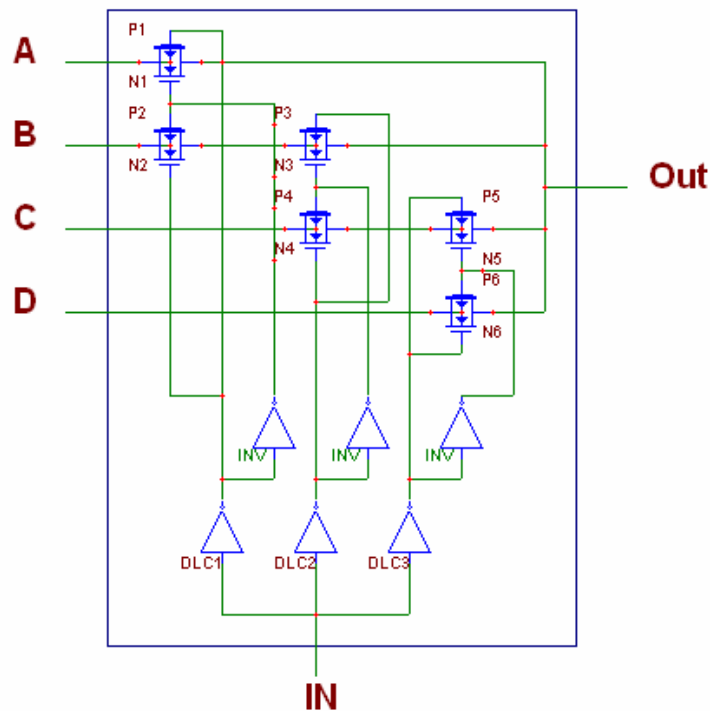 P1
A
N1
P2
P3
B
N2
N3
P4
P5
Out
C
N4
N5
P6
D
N6
INV
INV
INV
DLC1
DLC2
DLC3
IN